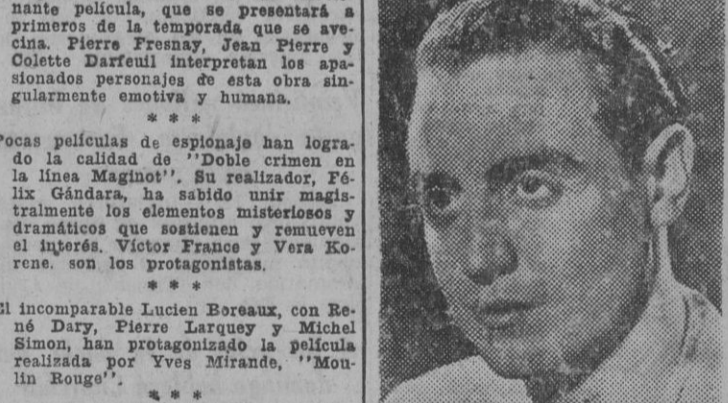 nante película, que se presentará a
primeros de la temporada que se ave-
cina. Pierre Fresnay, Jean Pierre y
Colette Darfeuil interpretan los apa-
sionados personajes de esta obra sin-
gularmente emotiva y humana.
* * *
Pocas películas de espionaje han logra-
do la calidad de "Doble crimen en
la línea Maginot". Su realizador, Fé-
lix Gándara, ha sabido unir magis-
tralmente los elementos misteriosos y
dramáticos que sostienen y remueven
el interés. Víctor France y Vera Ko-
rene. son los protagonistas.
* * *
El incomparable Lucien Boreaux, con Re-
né Dary, Pierre Larquey y Michel
Simon, han protagonizado la película
realizada por Yves Mirande, "Mou-
lin Rouge".
* * *